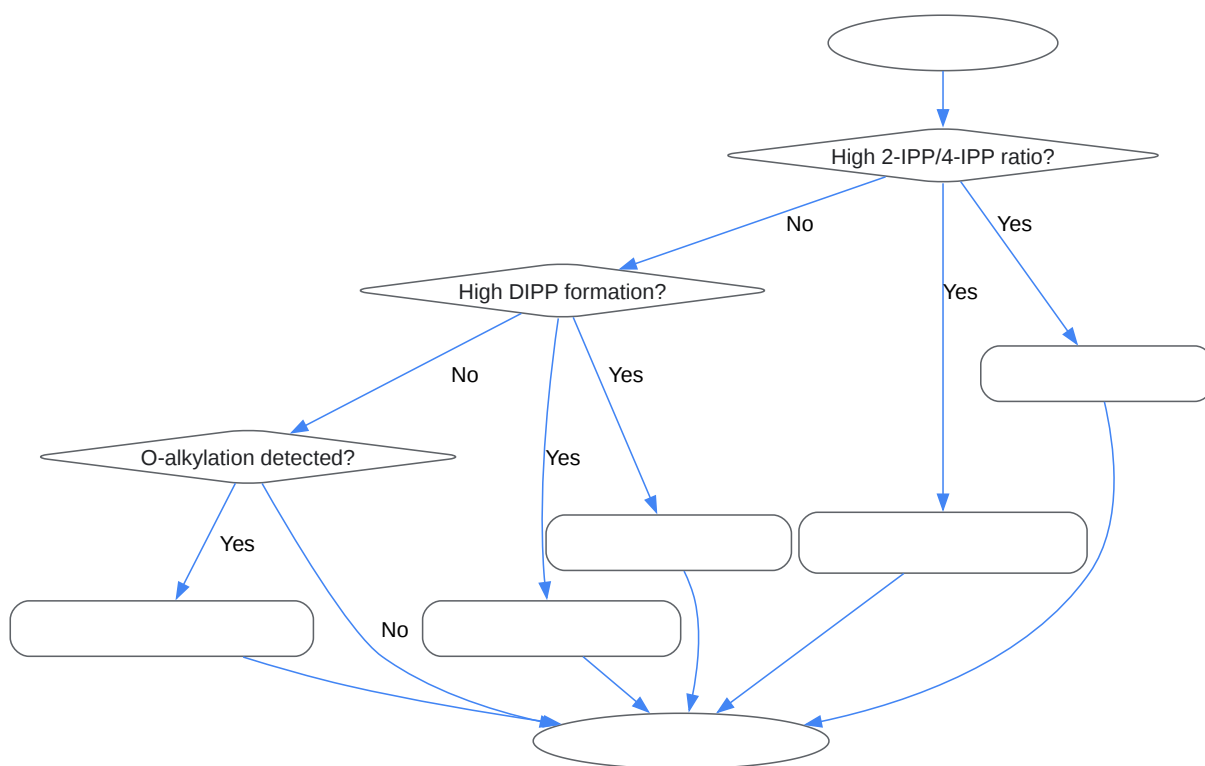 High 2-IPP/4-IPP ratio?
No
Yes
High DIPP formation?
Yes
No
Yes
O-alkylation detected?
Yes
Yes
No